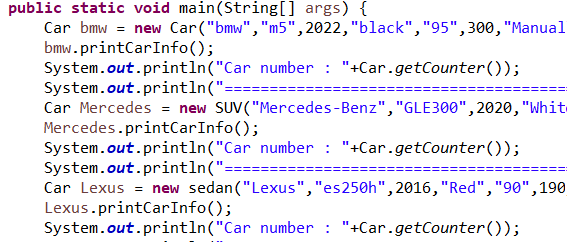 public static void main(String[] args) {
Car bmw = new Car("bmw","m5",2022,"black","95",300,"Manual
bmw.printCarInfo();
System.out.println("Car number : "+Car.getCounter());
System.out.println("==========================================
Car Mercedes = new SUV("Mercedes-Benz","GLE300",2020,"Whit
Mercedes.printCarInfo();
System.out.println("Car number : "+Car.getCounter());
System.out.println("==========================================
Car Lexus = new sedan("Lexus","es250h",2016,"Red","90",190
Lexus.printCarInfo();
System.out.println("Car number : "+Car.getCounter());